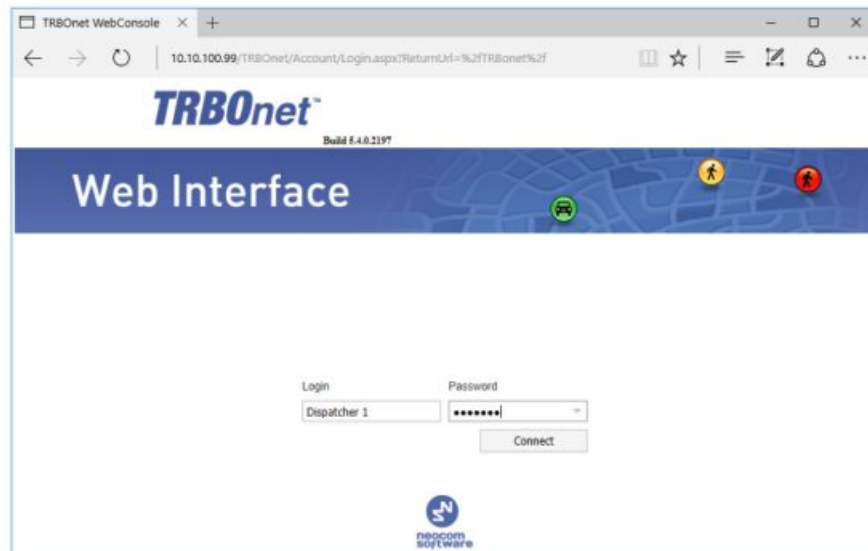 TRBOnet WebConsole
10.10.100.99/TRBOnet/Account/Login.aspx?ReturnUrl=%2fTRBonet%2f
TRBOnet™
Build 5.4.0.2197
Web Interface
Login Password
Dispatcher 1 •••••••
Connect
neocom
software